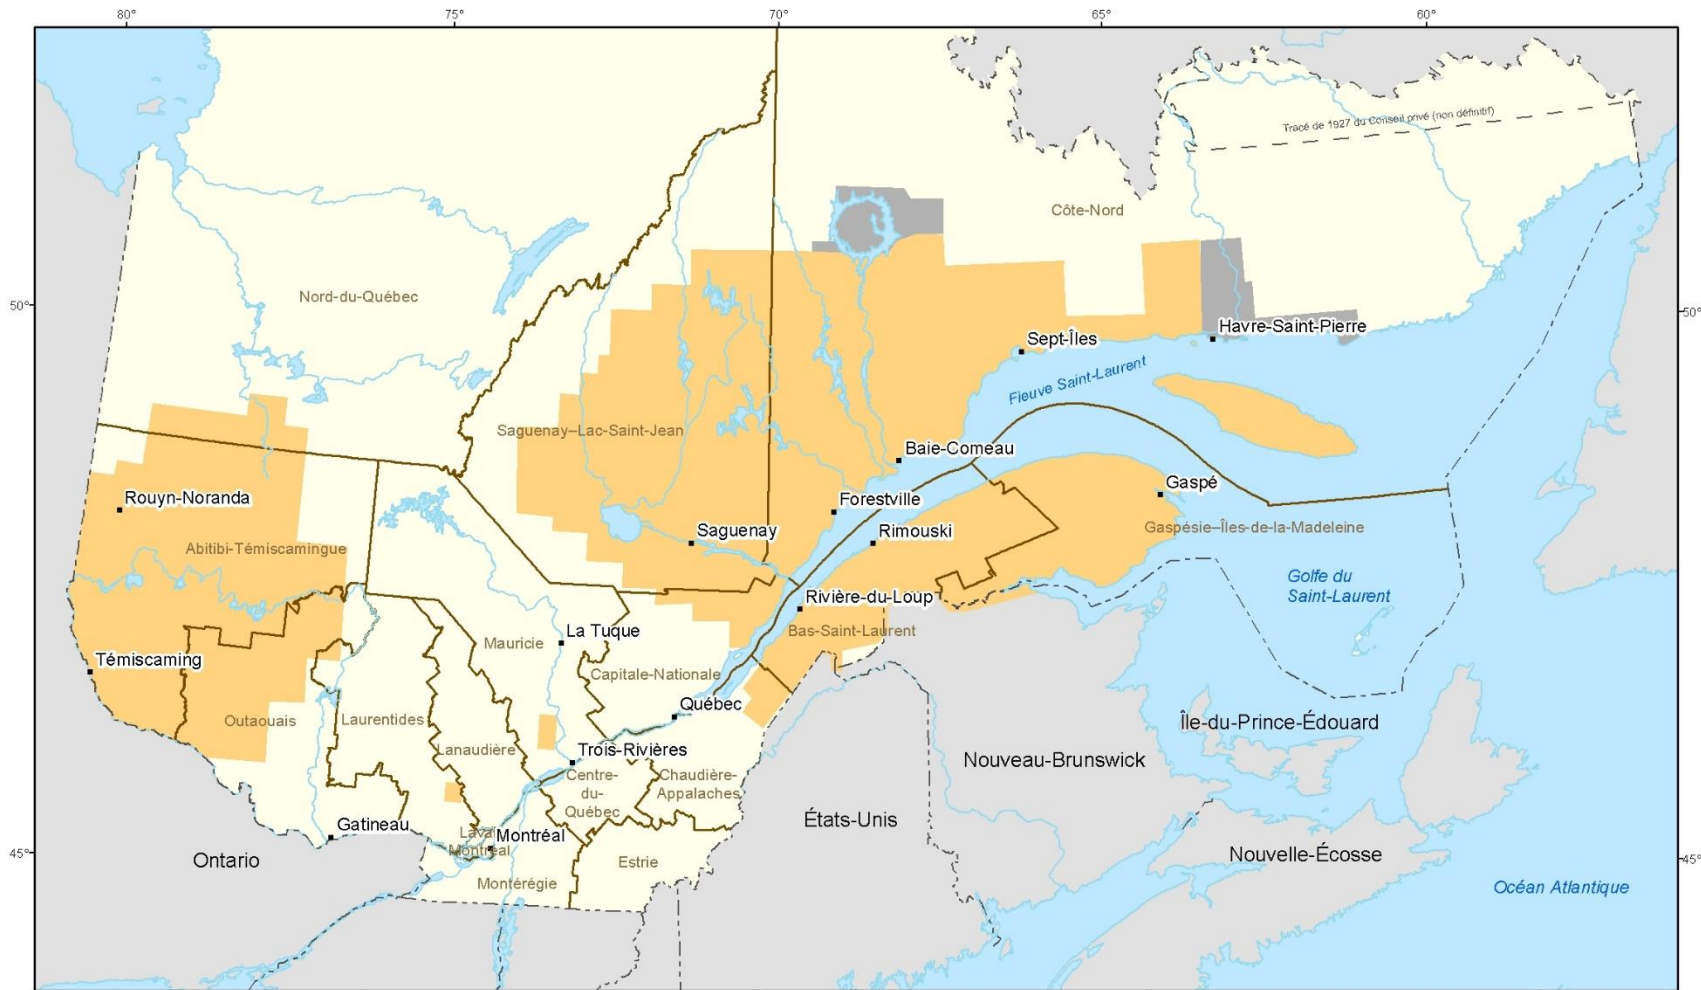 80°
75°
70°
65°
60°
Tracé de 1927 du Conseil privé (non définitif)
Côte-Nord
Nord-du-Québec
50°
50°
Havre-Saint-Pierre
Sept-Îles
Fleuve Saint-Laurent
Saguenay–Lac-Saint-Jean
Baie-Comeau
Rouyn-Noranda
Gaspé
Forestville
Gaspésie–Îles-de-la-Madeleine
Saguenay
Rimouski
Abitibi-Témiscamingue
Golfe du
Saint-Laurent
Rivière-du-Loup
La Tuque
Bas-Saint-Laurent
Mauricie
Témiscaming
Capitale-Nationale
Québec
Outaouais
Laurentides
Île-du-Prince-Édouard
Lanaudière
Trois-Rivières
Nouveau-Brunswick
Centre-
du-
Québec
Chaudière-
Appalaches
États-Unis
Gatineau
Laval
Montréal
Montréal
45°
45°
Ontario
Estrie
Nouvelle-Écosse
Montérégie
Océan Atlantique